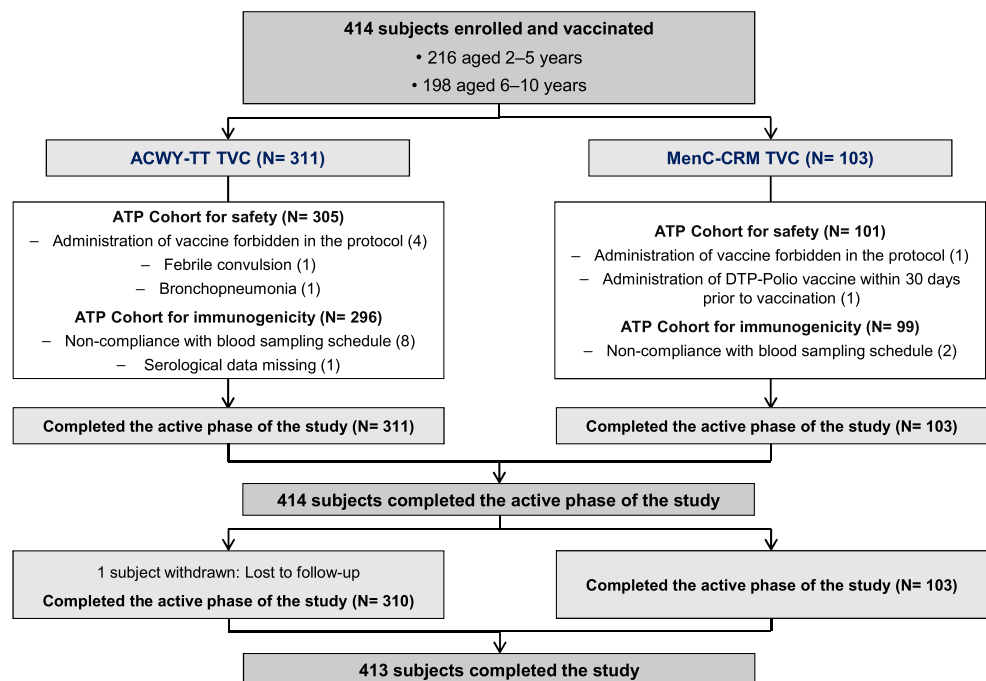 414 subjects enrolled and vaccinated
• 216 aged 2–5 years
• 198 aged 6–10 years
ACWY-TT TVC (N= 311)
MenC-CRM TVC (N= 103)
ATP Cohort for safety (N= 305)
– Administration of vaccine forbidden in the protocol (4)
– Febrile convulsion (1)
– Bronchopneumonia (1)
ATP Cohort for immunogenicity (N= 296)
– Non-compliance with blood sampling schedule (8)
– Serological data missing (1)
ATP Cohort for safety (N= 101)
– Administration of vaccine forbidden in the protocol (1)
– Administration of DTP-Polio vaccine within 30 days
prior to vaccination (1)
ATP Cohort for immunogenicity (N= 99)
– Non-compliance with blood sampling schedule (2)
Completed the active phase of the study (N= 311)
Completed the active phase of the study (N= 103)
414 subjects completed the active phase of the study
1 subject withdrawn: Lost to follow-up
Completed the active phase of the study (N= 310)
Completed the active phase of the study (N= 103)
413 subjects completed the study